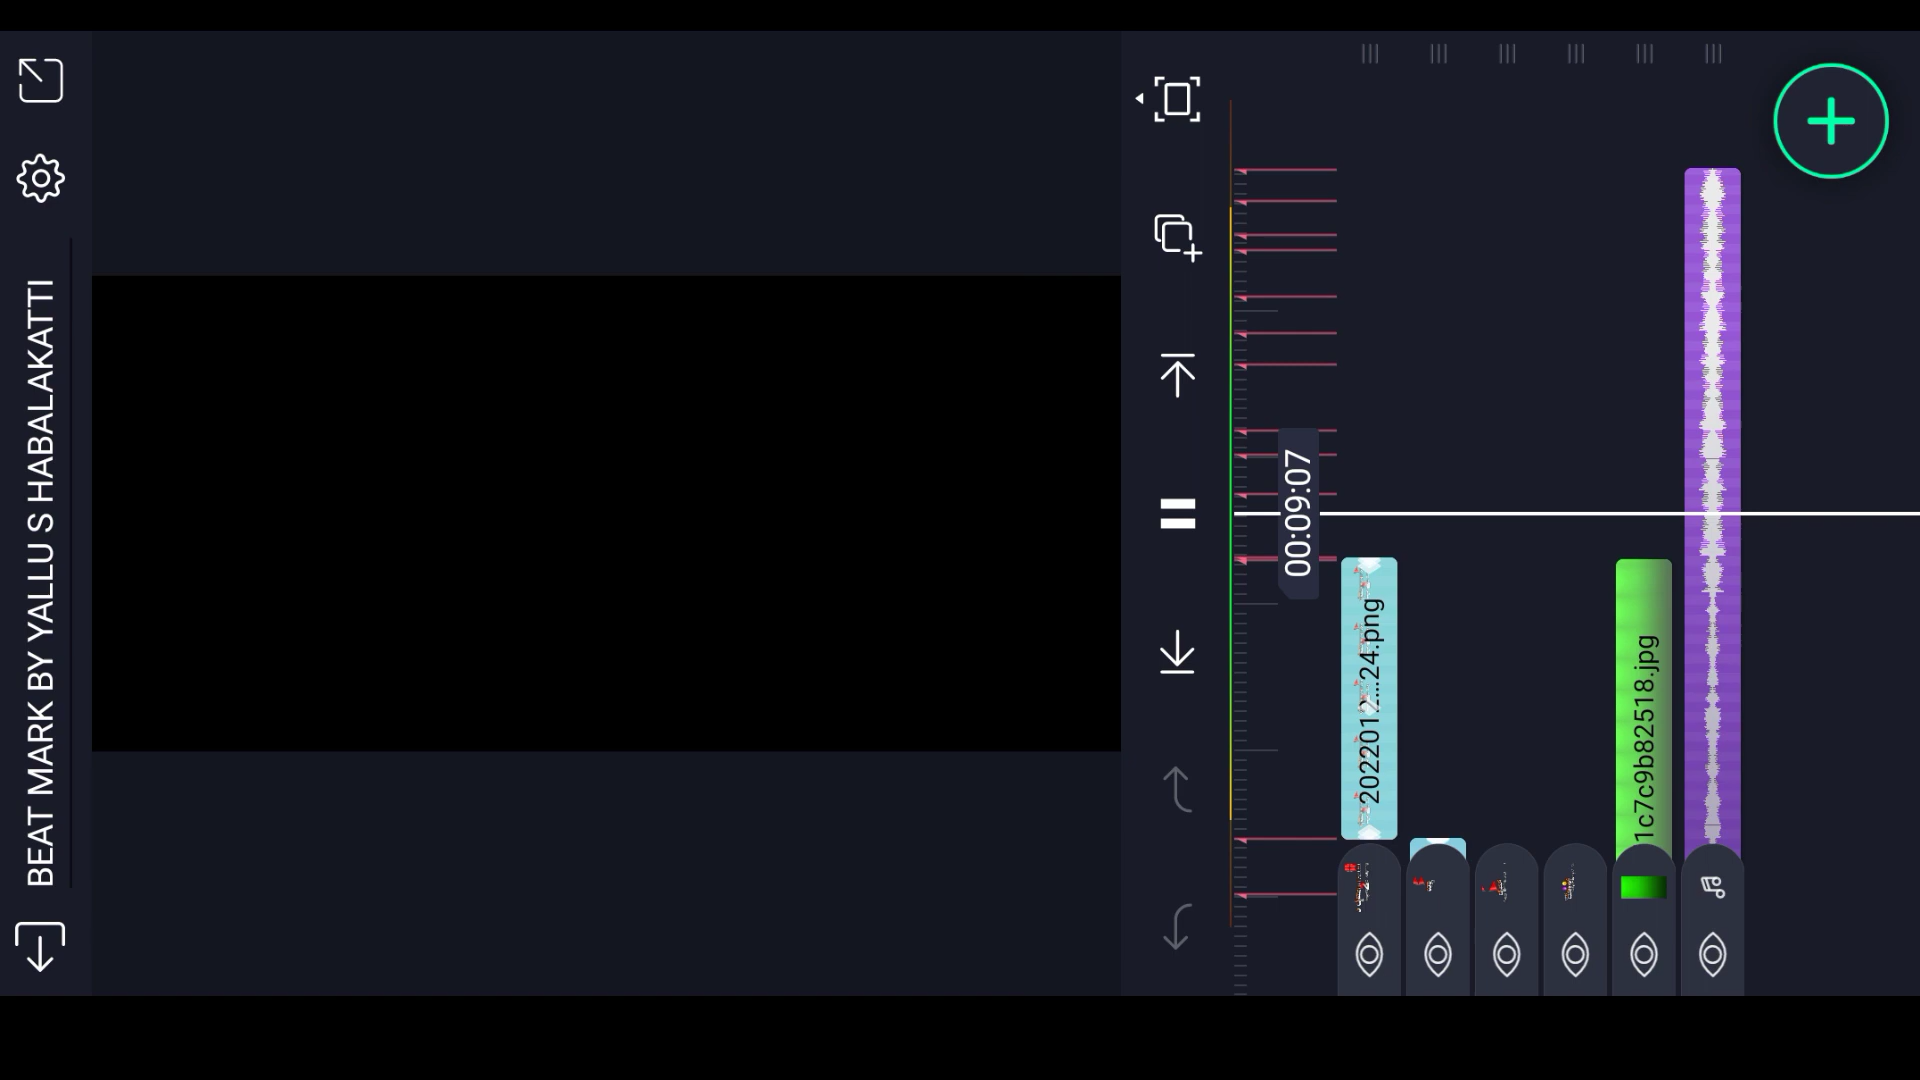 BEAT MARK BY YALLU S HABALAKATTI
00:09:07
2022012...24.png
1c7c9b82518.jpg